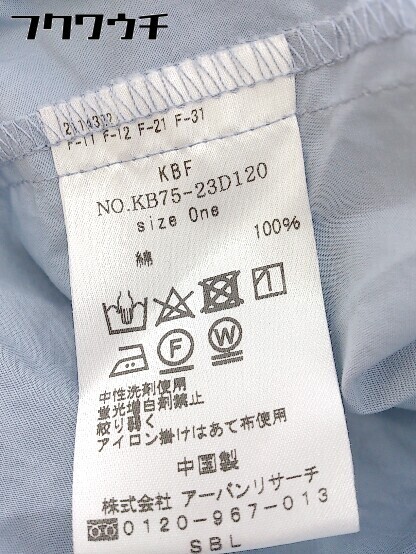 フクワウチ
F-11 F-12 F-21 F-31
KBF
NO.KB75-23D120
size One
綿 100%
F W
中性洗剤使用
蛍光増白剤禁止
絞り弱く
アイロン掛けはあて布使用
中国製
株式会社 アーバンリサーチ
0120-967-013
SBL